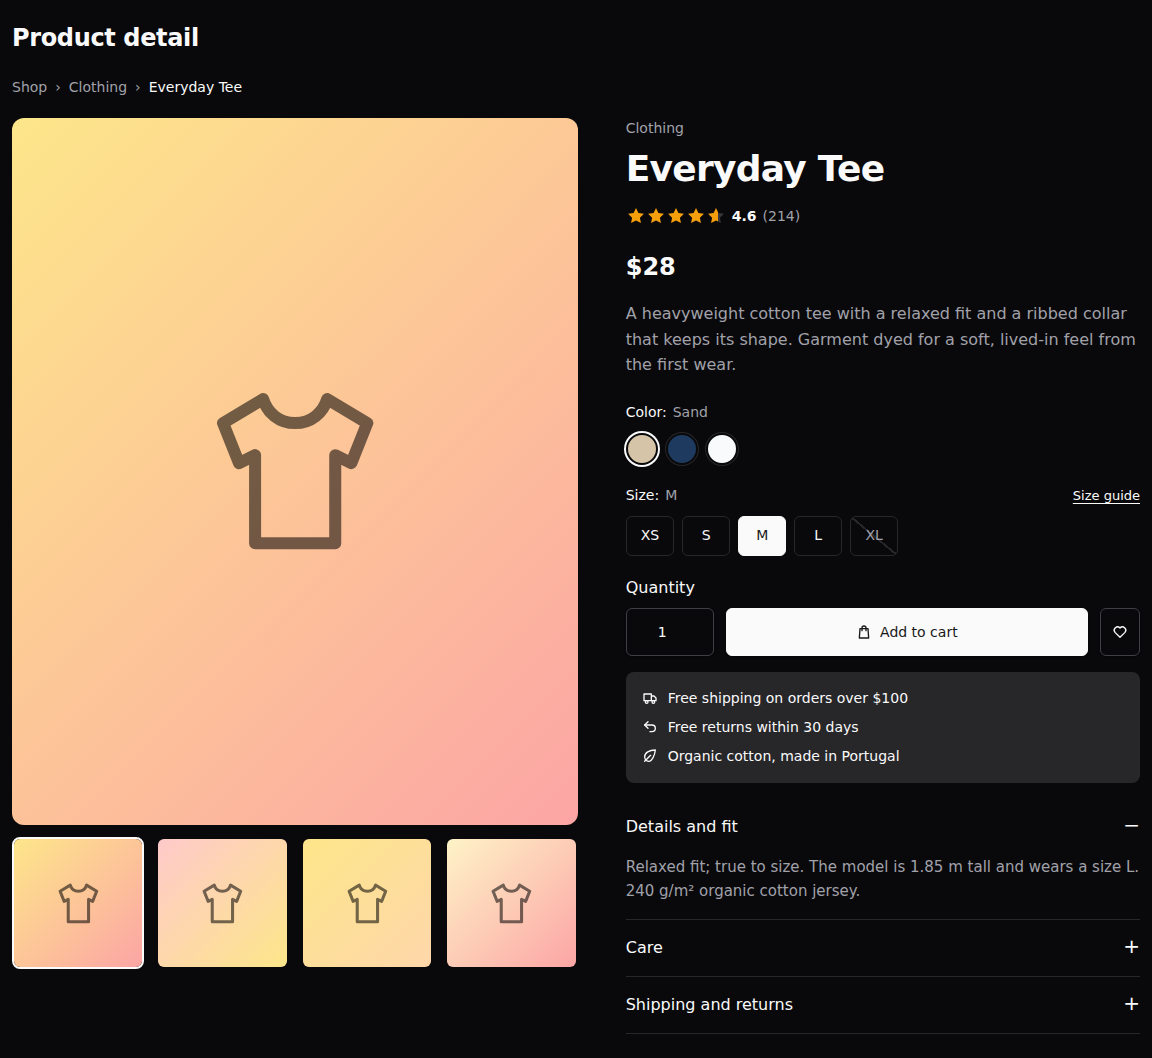 Product detail
Shop › Clothing › Everyday Tee
Clothing
Everyday Tee
4.6 (214)
$28
A heavyweight cotton tee with a relaxed fit and a ribbed collar
that keeps its shape. Garment dyed for a soft, lived-in feel from
the first wear.
Color: Sand
Size: M
Size guide
XS S M L XL
Quantity
1
Add to cart
Free shipping on orders over $100
Free returns within 30 days
Organic cotton, made in Portugal
Details and fit −
Relaxed fit; true to size. The model is 1.85 m tall and wears a size L.
240 g/m² organic cotton jersey.
Care +
Shipping and returns +